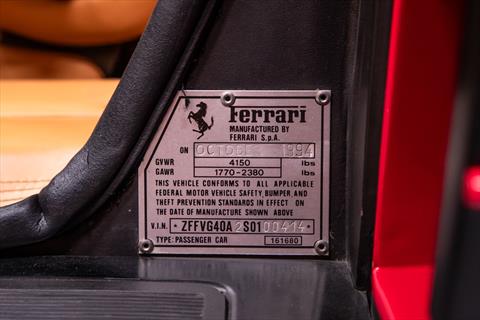 Ferrari
MANUFACTURED BY
FERRARI S.p.A.
ON OCTOBER 1994
GVWR 4150 lbs
GAWR 1770-2380 lbs
THIS VEHICLE CONFORMS TO ALL APPLICABLE
FEDERAL MOTOR VEHICLE SAFETY,BUMPER,AND
THEFT PREVENTION STANDARDS IN EFFECT ON
THE DATE OF MANUFACTURE SHOWN ABOVE
V.I.N. *ZFFVG40A2S0100414*
TYPE:PASSENGER CAR 161680